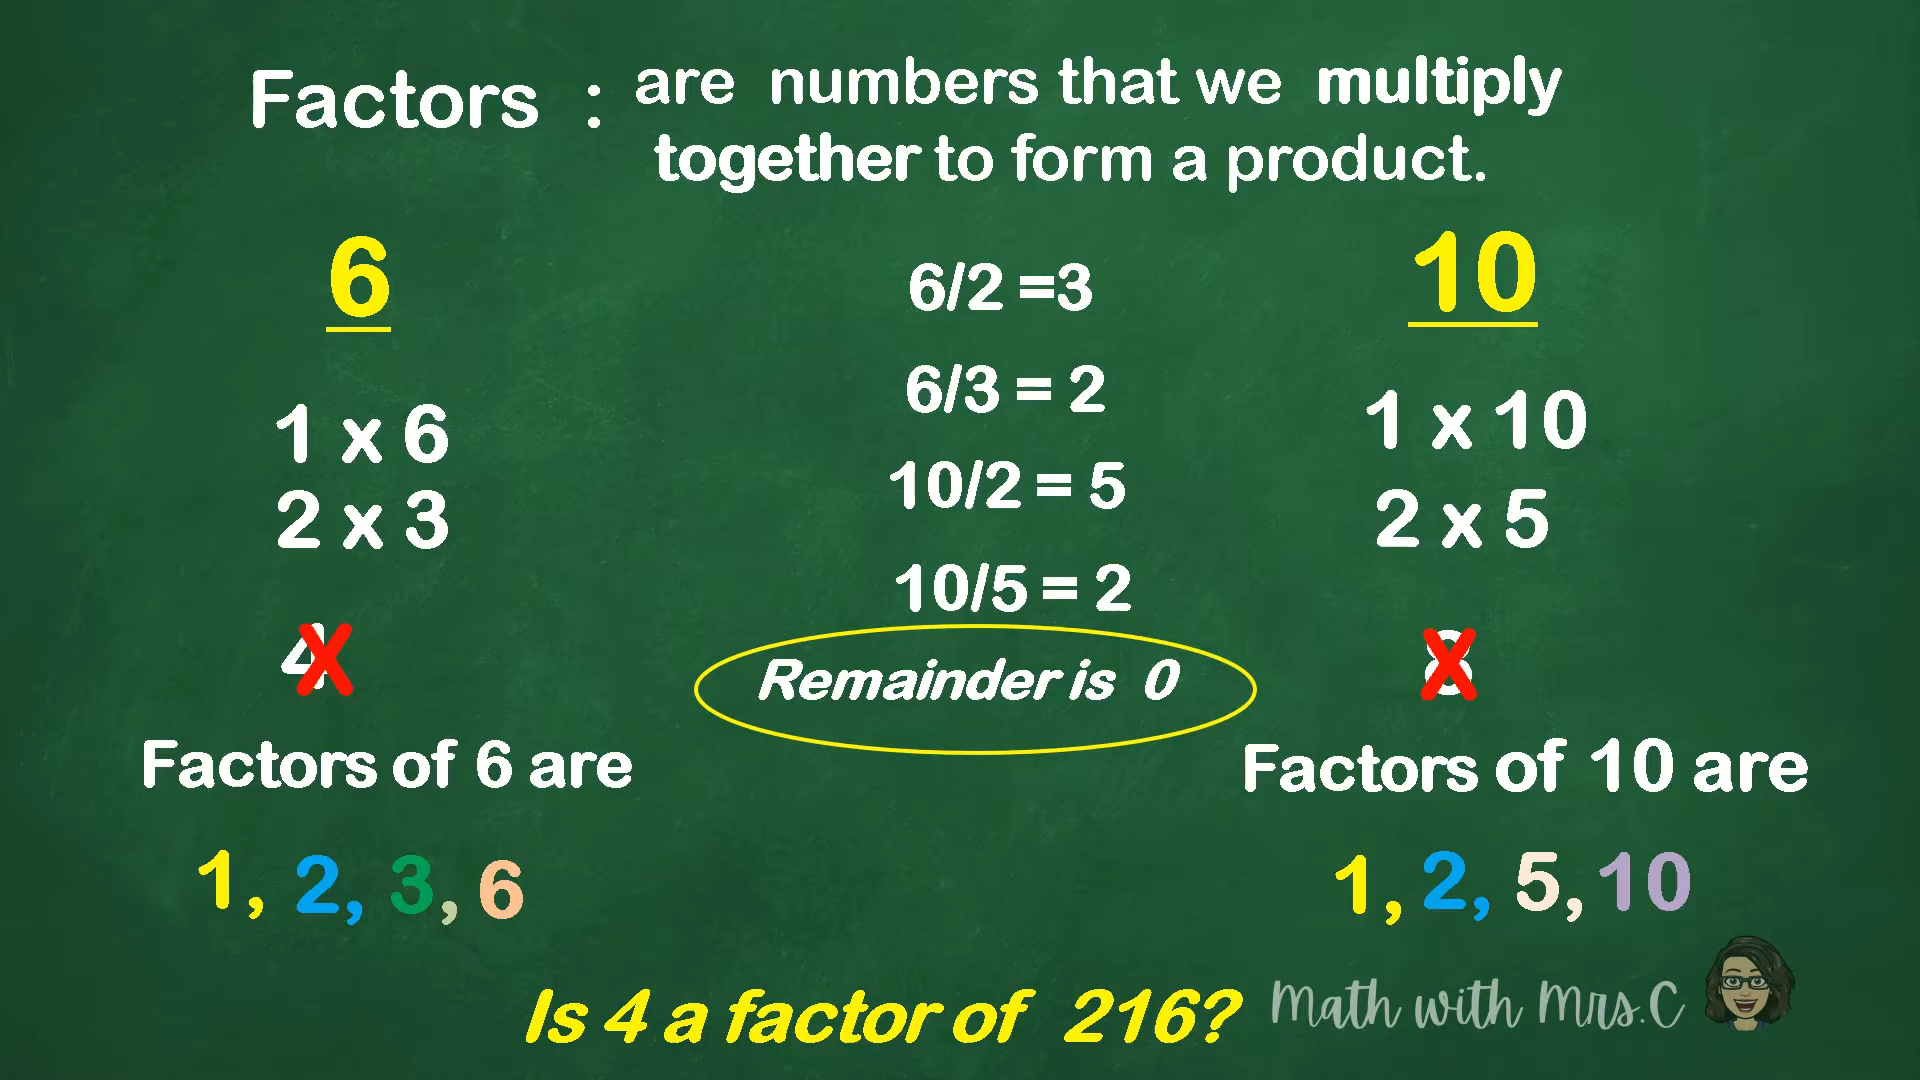 Factors : are numbers that we multiply
together to form a product.
6
1 x 6
2 x 3
4
X
Factors of 6 are
1, 2, 3, 6
6/2 =3
6/3 = 2
10/2 = 5
10/5 = 2
Remainder is 0
10
1 x 10
2 x 5
8
X
Factors of 10 are
1, 2, 5, 10
Is 4 a factor of 216?
Math with Mrs.C